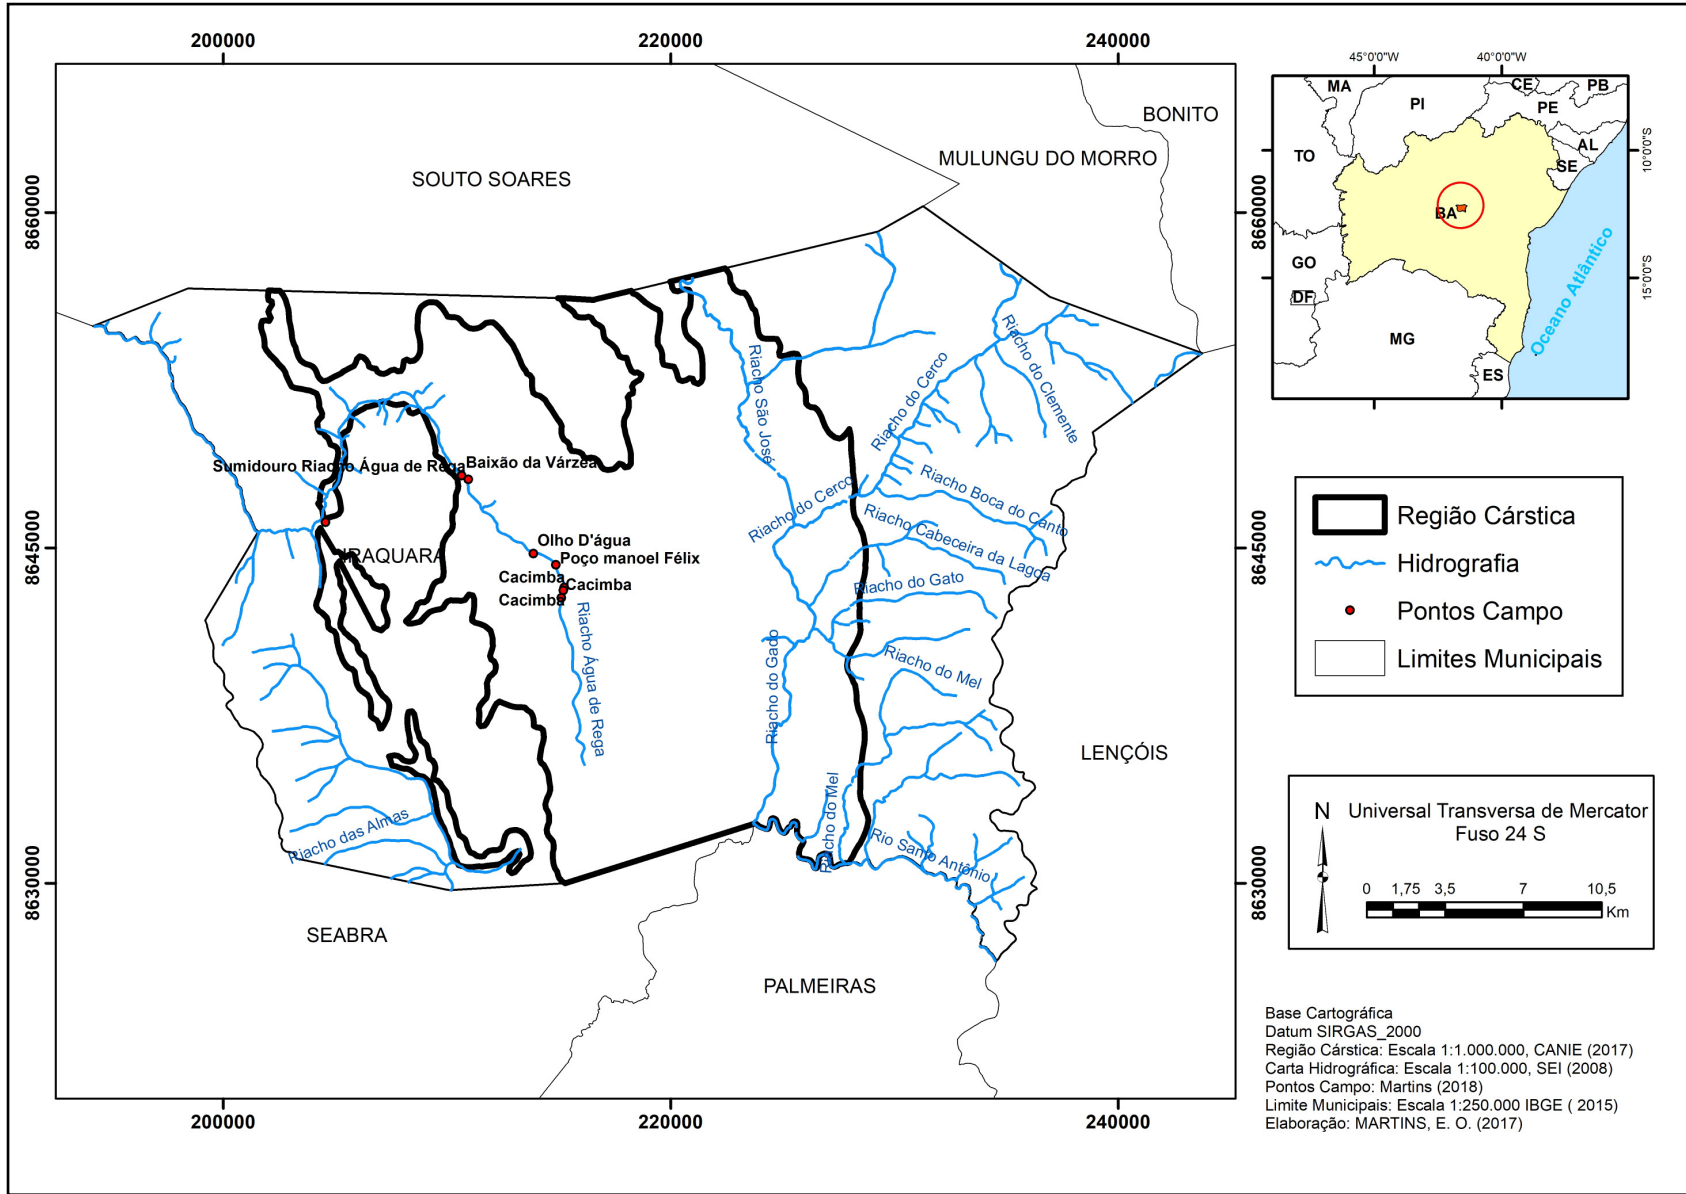 200000
220000
240000
8660000
8645000
8630000
BONITO
MULUNGU DO MORRO
SOUTO SOARES
Riacho São José
Riacho do Cerco
Riacho do Clemente
Sumidouro Riacho Água de Rega
Baixão da Várzea
Riacho Boca do Canto
Riacho do Cerco
Riacho Cabeceira da Lagoa
Olho D'água
IRAQUARA
Poço manoel Félix
Cacimba
Cacimba
Cacimba
Riacho do Gato
Riacho Água de Rega
Riacho do Gado
Riacho do Mel
LENÇÓIS
Riacho do Mel
Riacho das Almas
Rio Santo Antônio
SEABRA
PALMEIRAS
8660000
8645000
8630000
200000
220000
240000
45°0'0"W
40°0'0"W
MA
PI
CE
PB
PE
TO
AL
SE
BA
GO
DF
MG
ES
Oceano Atlântico
10°0'0"S
15°0'0"S
Região Cárstica
Hidrografia
Pontos Campo
Limites Municipais
N
Universal Transversa de Mercator
Fuso 24 S
0 1,75 3,5 7 10,5
Km
Base Cartográfica
Datum SIRGAS_2000
Região Cárstica: Escala 1:1.000.000, CANIE (2017)
Carta Hidrográfica: Escala 1:100.000, SEI (2008)
Pontos Campo: Martins (2018)
Limite Municipais: Escala 1:250.000 IBGE ( 2015)
Elaboração: MARTINS, E. O. (2017)